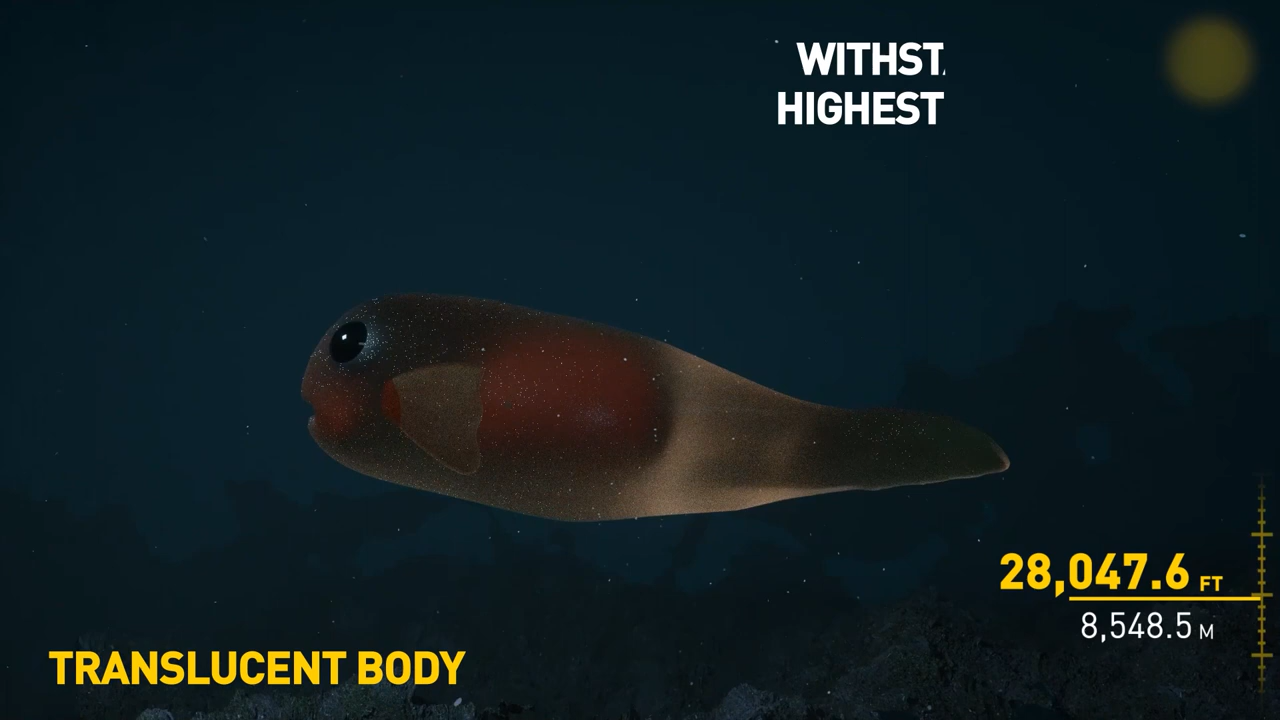 WITHST
HIGHEST
28,047.6 FT
8,548.5 M
TRANSLUCENT BODY